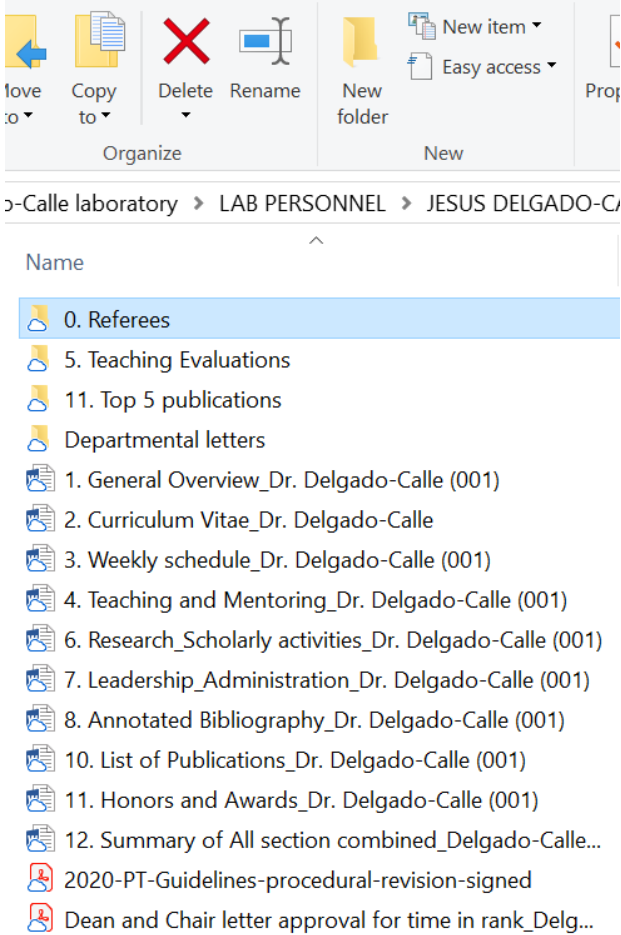 Copy
to
Delete
Rename
New
folder
New item
Easy access
Organize
New
-Calle laboratory > LAB PERSONNEL > JESUS
Name
0. Referees
5. Teaching Evaluations
11. Top 5 publications
Departmental letters
1. General Overview_Dr. Delgado-Calle (001)
2. Curriculum Vitae_Dr. Delgado-Calle
3. Weekly schedule_Dr. Delgado-Calle (001)
4. Teaching and Mentoring_Dr. Delgado-Calle (001)
6. Research_Scholarly activities_Dr. Delgado-Calle (001)
7. Leadership_Administration_Dr. Delgado-Calle (001)
8. Annotated Bibliography_Dr. Delgado-Calle (001)
10. List of Publications_Dr. Delgado-Calle (001)
11. Honors and Awards_Dr. Delgado-Calle (001)
12. Summary of All section combined_Delgado-Calle...
2020-PT-Guidelines-procedural-revision-signed
Dean and Chair letter approval for time in rank_Delg...